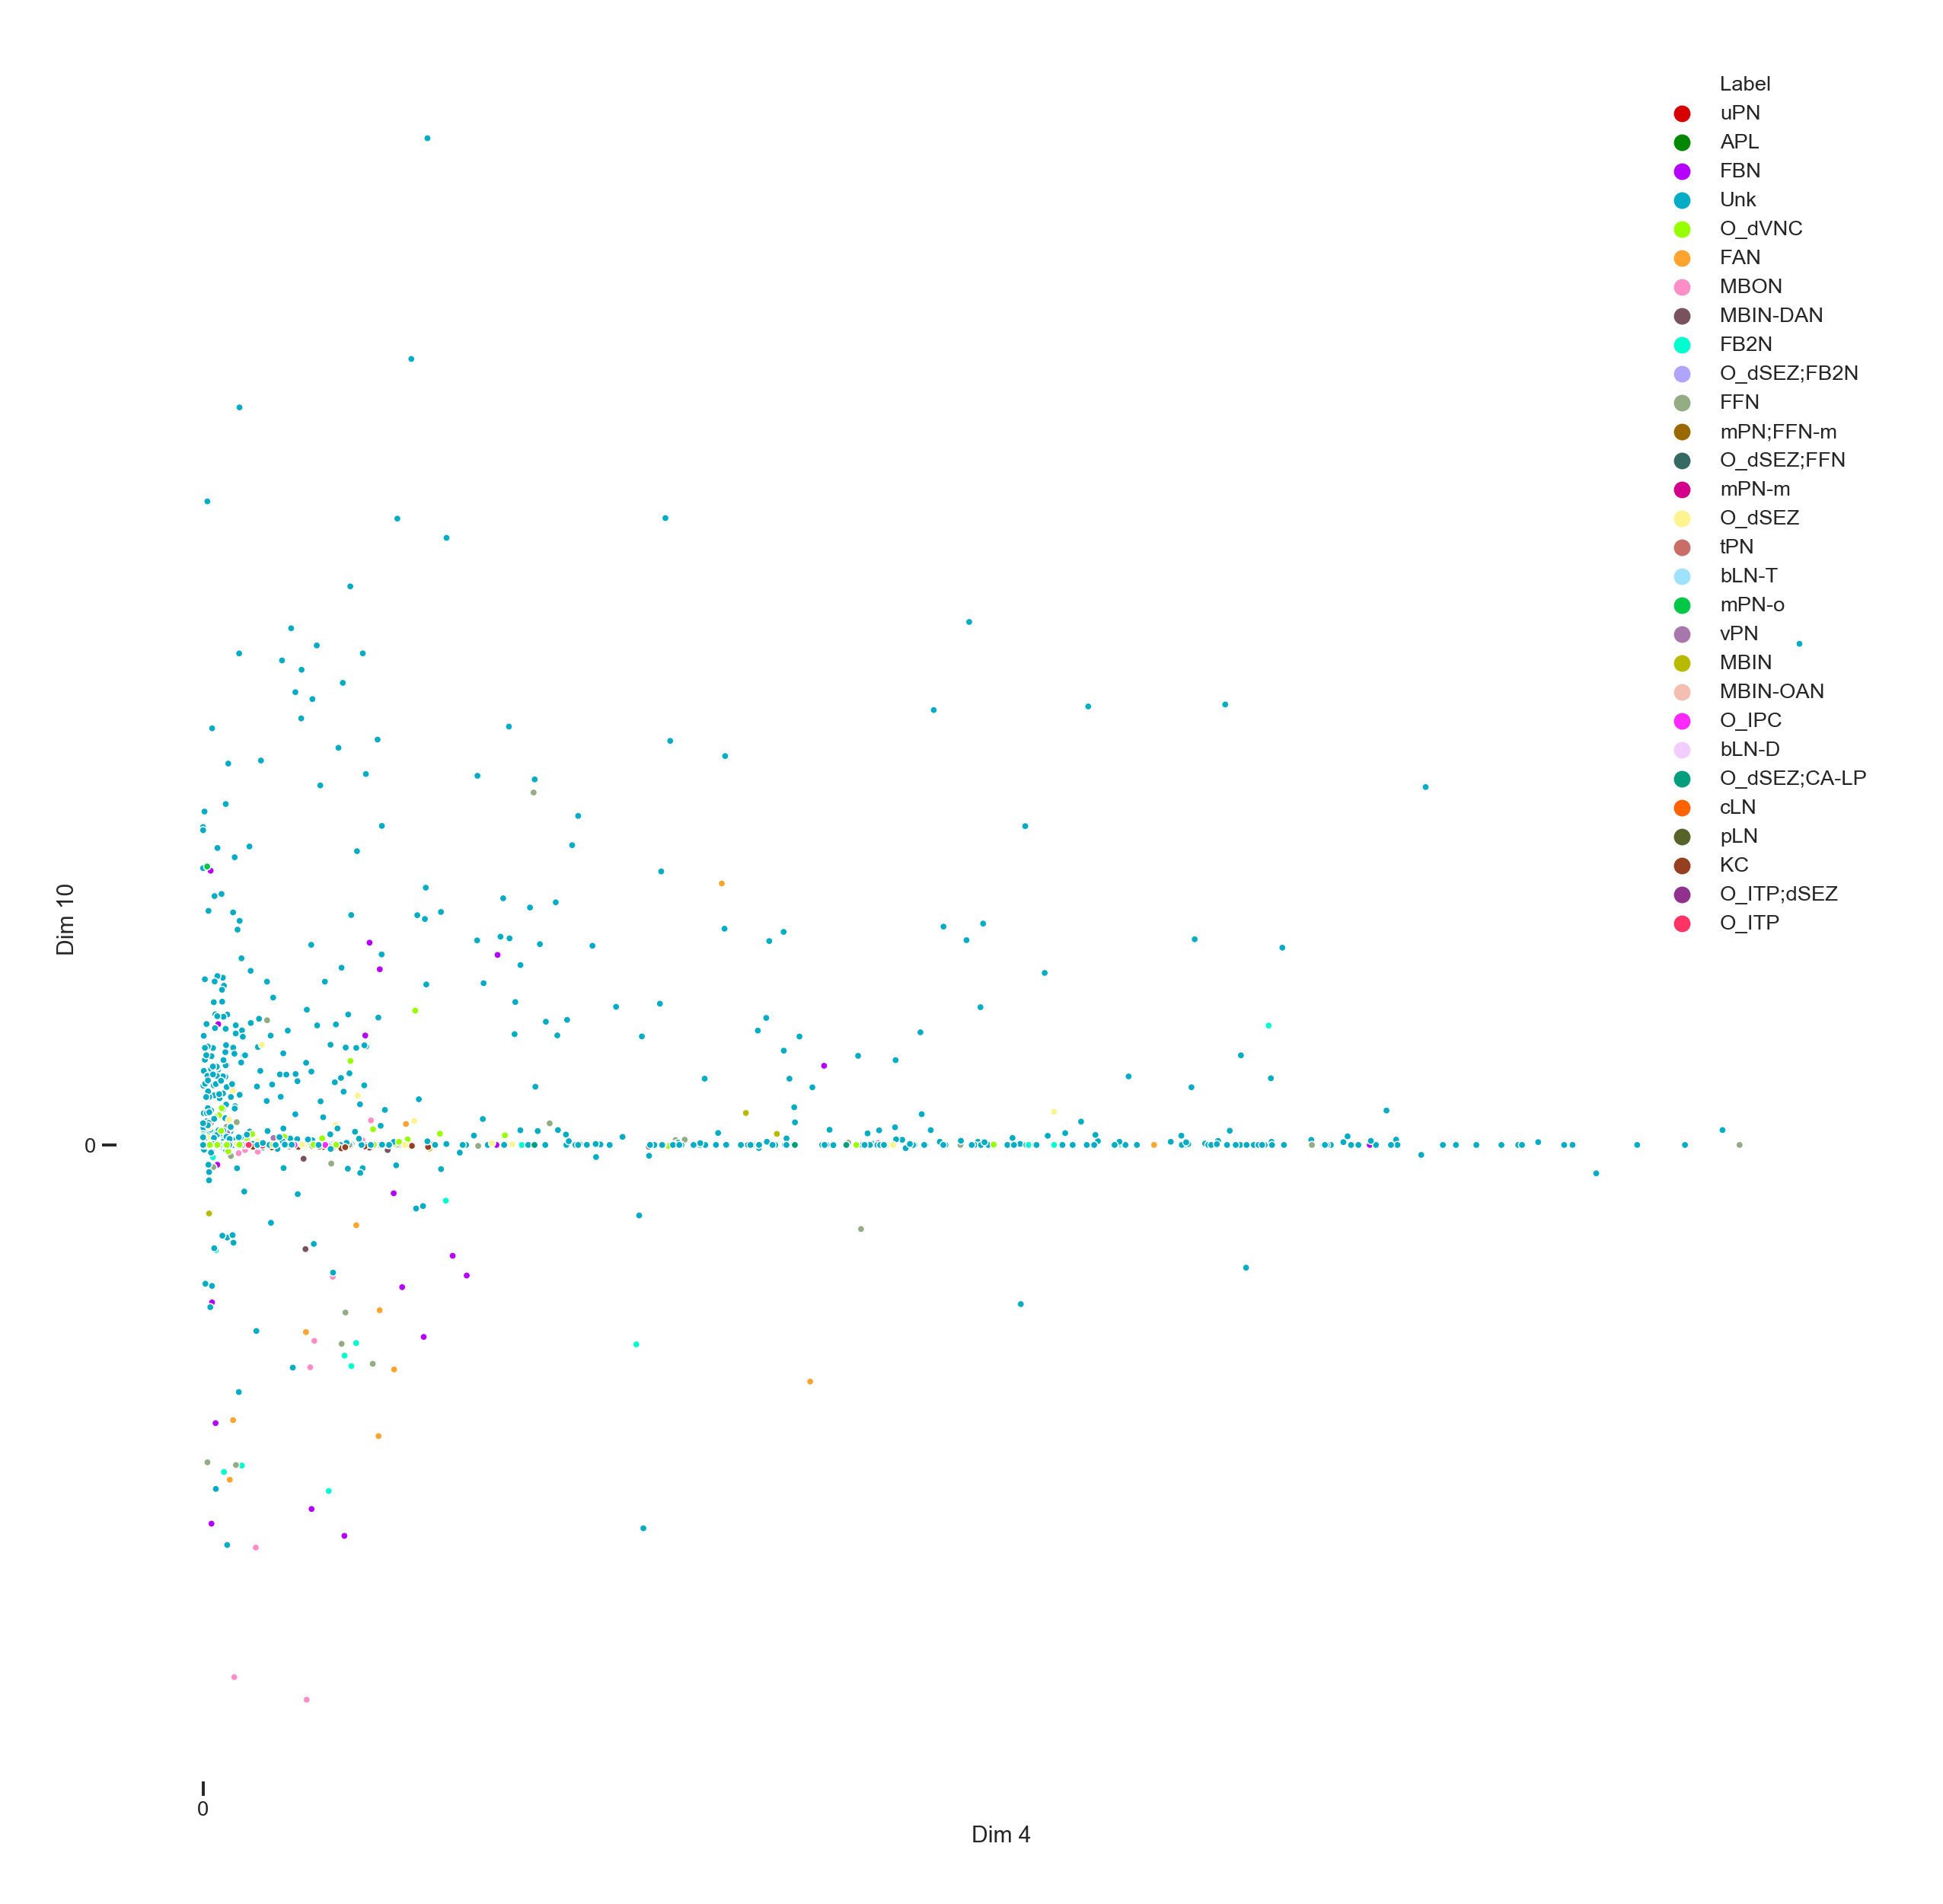 Label
uPN
APL
FBN
Unk
O_dVNC
FAN
MBON
MBIN-DAN
FB2N
O_dSEZ;FB2N
FFN
mPN;FFN-m
O_dSEZ;FFN
mPN-m
O_dSEZ
tPN
bLN-T
mPN-o
vPN
MBIN
MBIN-OAN
O_IPC
bLN-D
O_dSEZ;CA-LP
cLN
pLN
KC
O_ITP;dSEZ
O_ITP
Dim 10
0
0
Dim 4